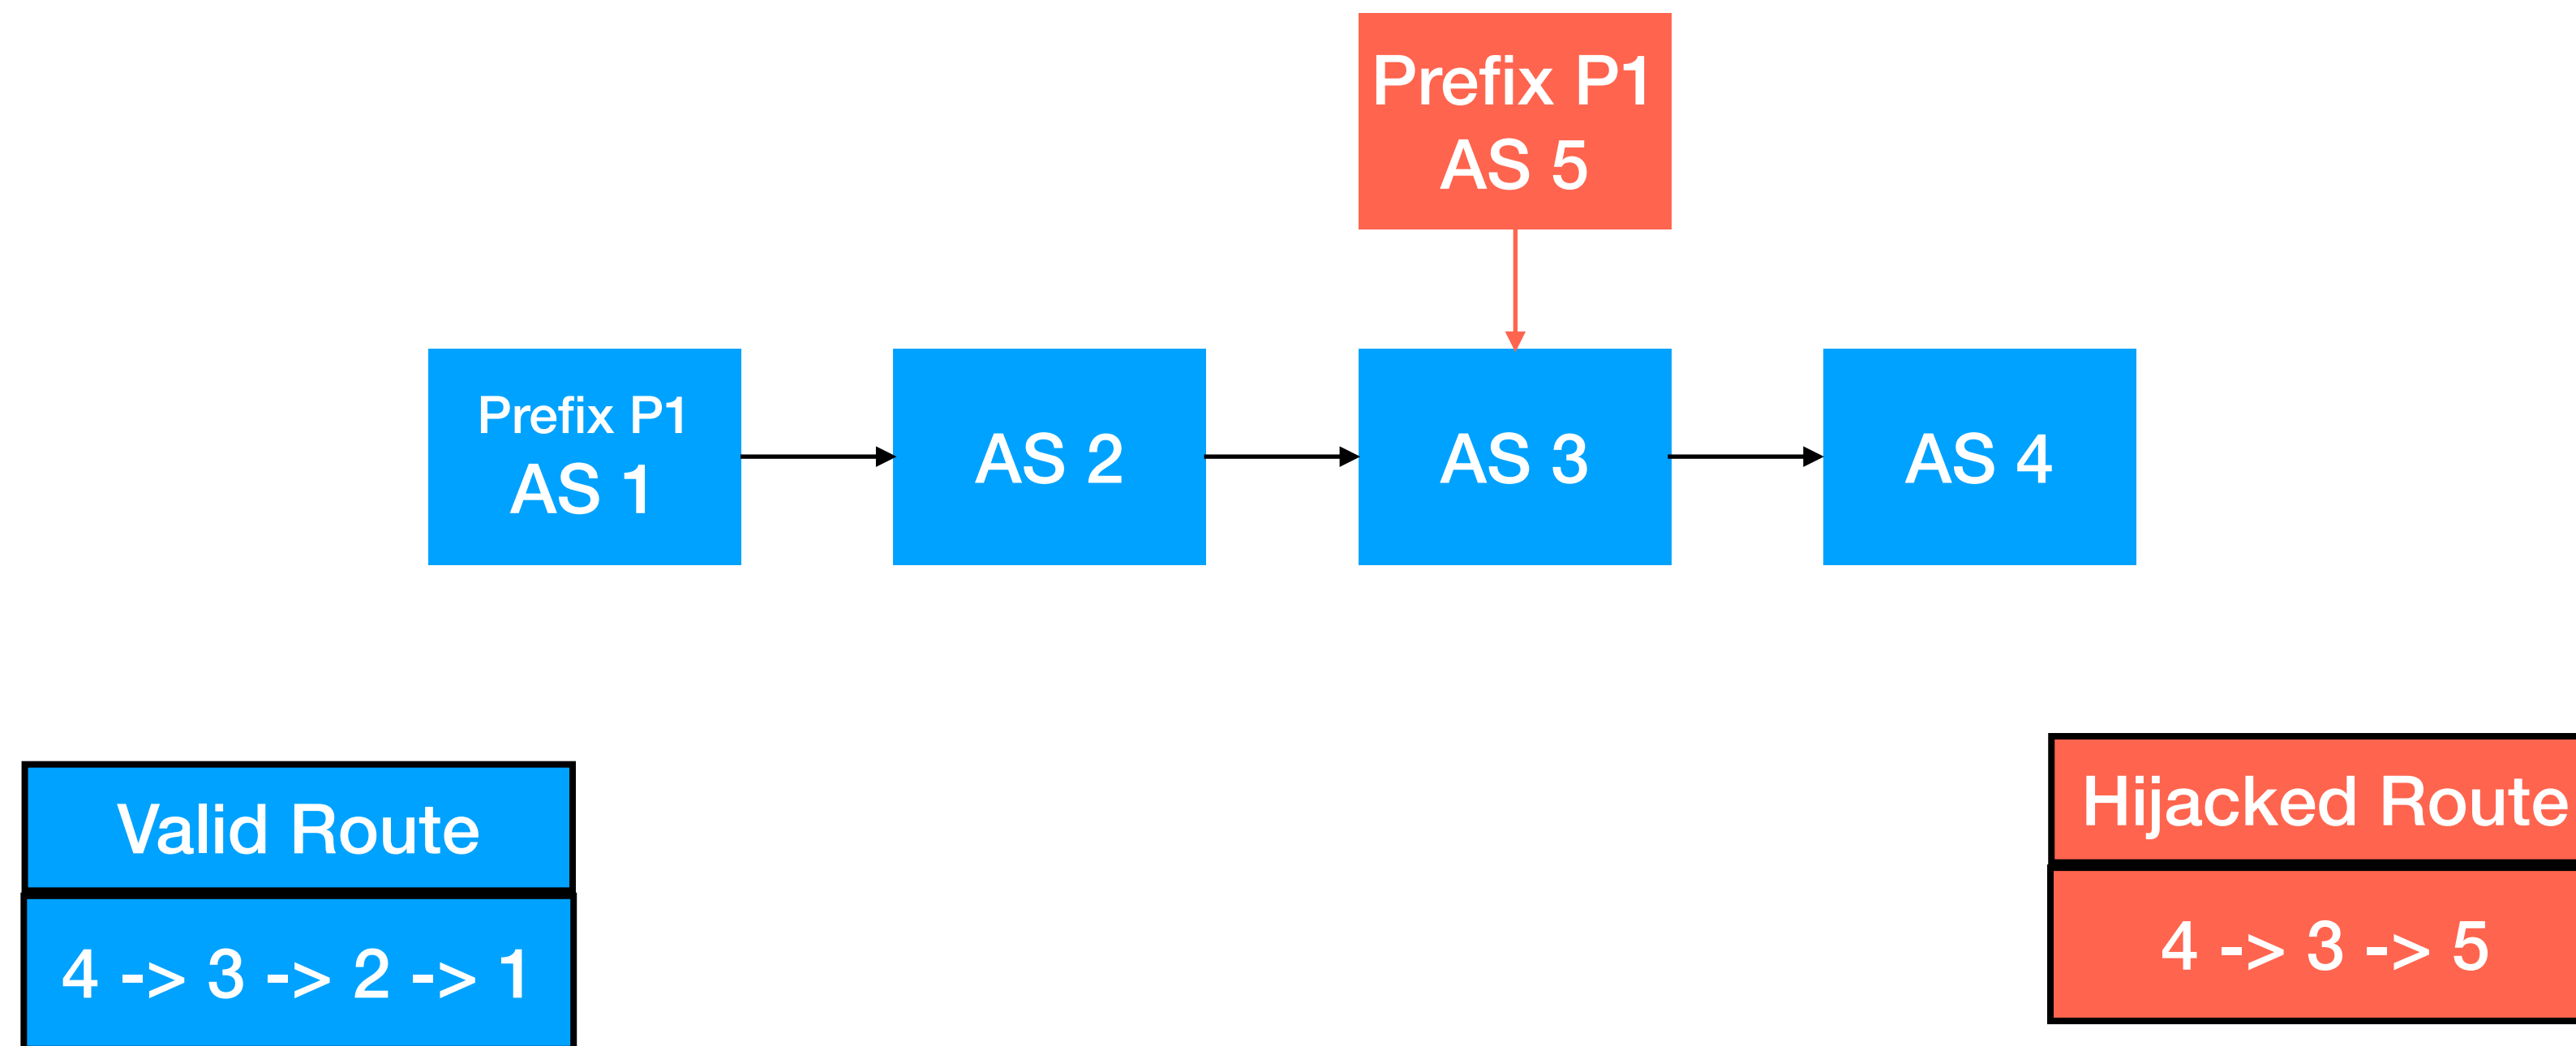 Prefix P1
AS 5
Prefix P1
AS 1
AS 2
AS 3
AS 4
Valid Route
4 -> 3 -> 2 -> 1
Hijacked Route
4 -> 3 -> 5